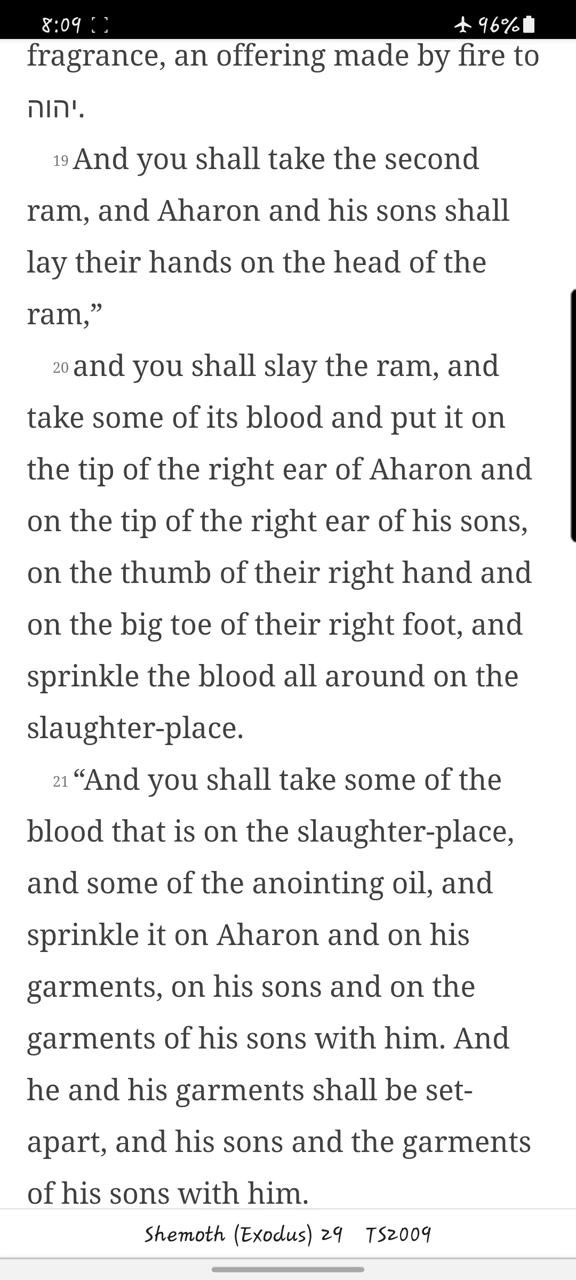 8:09
96%
fragrance, an offering made by fire to
יהוה.
19 And you shall take the second
ram, and Aharon and his sons shall
lay their hands on the head of the
ram,”
20 and you shall slay the ram, and
take some of its blood and put it on
the tip of the right ear of Aharon and
on the tip of the right ear of his sons,
on the thumb of their right hand and
on the big toe of their right foot, and
sprinkle the blood all around on the
slaughter-place.
21 “And you shall take some of the
blood that is on the slaughter-place,
and some of the anointing oil, and
sprinkle it on Aharon and on his
garments, on his sons and on the
garments of his sons with him. And
he and his garments shall be set-
apart, and his sons and the garments
of his sons with him.
Shemoth (Exodus) 29 TS2009